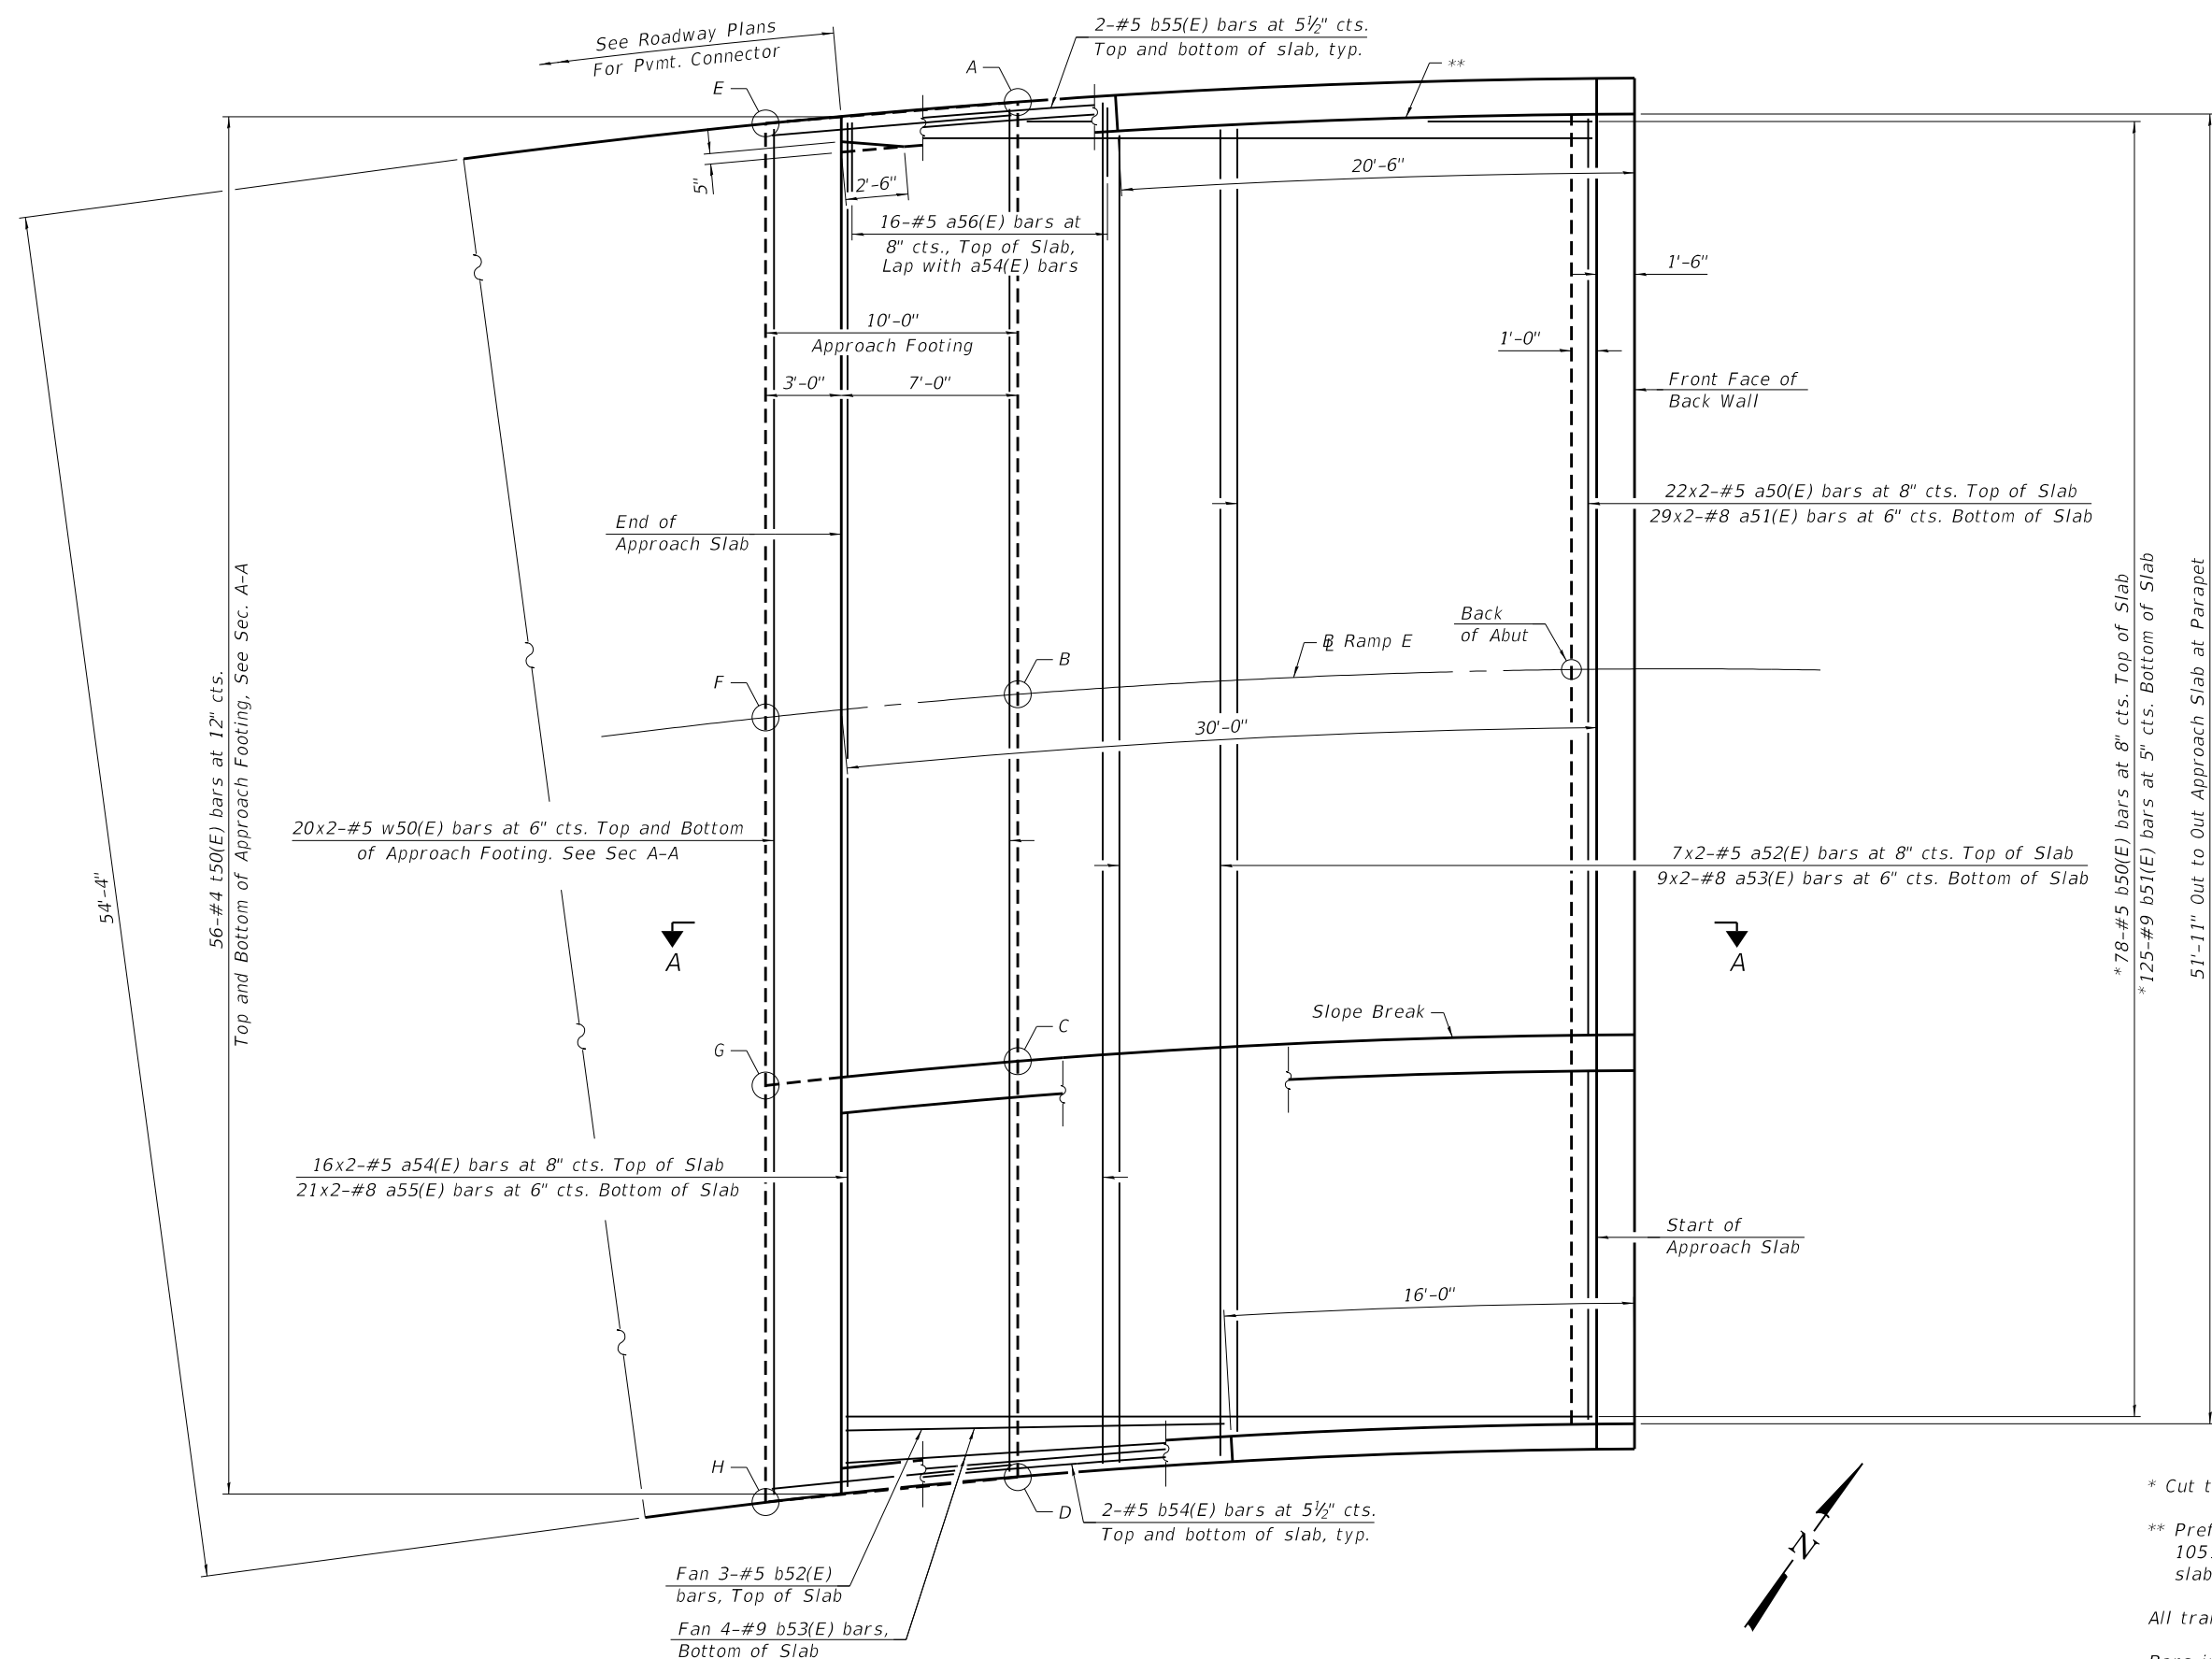 See Roadway Plans
For Pvmt. Connector
2-#5 b55(E) bars at 5½" cts.
Top and bottom of slab, typ.
**
A
E
5"
2'-6"
20'-6"
16-#5 a56(E) bars at
8" cts., Top of Slab,
Lap with a54(E) bars
1'-6"
10'-0"
Approach Footing
1'-0"
3'-0"
7'-0"
Front Face of
Back Wall
22x2-#5 a50(E) bars at 8" cts. Top of Slab
29x2-#8 a51(E) bars at 6" cts. Bottom of Slab
End of
Approach Slab
Back
of Abut
B
F
BL Ramp E
30'-0"
56-#4 t50(E) bars at 12" cts.
Top and Bottom of Approach Footing, See Sec. A-A
54'-4"
*78-#5 b50(E) bars at 8" cts. Top of Slab
*125-#9 b51(E) bars at 5" cts. Bottom of Slab
51'-11" Out to Out Approach Slab at Parapet
20x2-#5 w50(E) bars at 6" cts. Top and Bottom
of Approach Footing. See Sec A-A
7x2-#5 a52(E) bars at 8" cts. Top of Slab
9x2-#8 a53(E) bars at 6" cts. Bottom of Slab
A
A
Slope Break
C
G
16x2-#5 a54(E) bars at 8" cts. Top of Slab
21x2-#8 a55(E) bars at 6" cts. Bottom of Slab
Start of
Approach Slab
16'-0"
H
D
2-#5 b54(E) bars at 5½" cts.
Top and bottom of slab, typ.
Fan 3-#5 b52(E)
bars, Top of Slab
Fan 4-#9 b53(E) bars,
Bottom of Slab
N
* Cut t
** Pref
105
slab
All tra